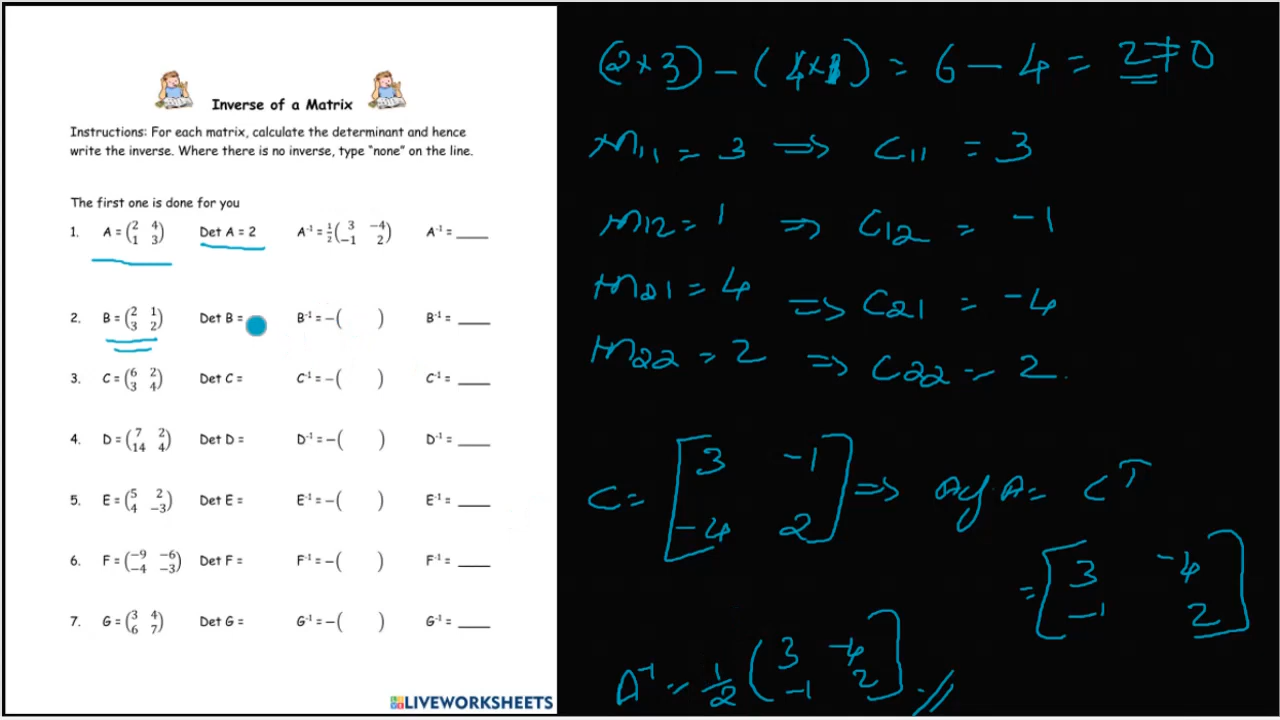 Inverse of a Matrix
Instructions: For each matrix, calculate the determinant and hence
write the inverse. Where there is no inverse, type “none” on the line.
The first one is done for you
1. A = (2 4 1 3) Det A = 2 A⁻¹ = ½(3 −4 −1 2) A⁻¹ = ____
2. B = (2 1 3 2) Det B = B⁻¹ = −( ) B⁻¹ = ____
3. C = (6 2 3 4) Det C = C⁻¹ = −( ) C⁻¹ = ____
4. D = (7 2 14 4) Det D = D⁻¹ = −( ) D⁻¹ = ____
5. E = (5 2 4 −3) Det E = E⁻¹ = −( ) E⁻¹ = ____
6. F = (−9 −6 −4 −3) Det F = F⁻¹ = −( ) F⁻¹ = ____
7. G = (3 4 6 7) Det G = G⁻¹ = −( ) G⁻¹ = ____
LIVEWORKSHEETS
(2×3) − (4×1) = 6 − 4 = 2 ≠ 0
M11 = 3 ⇒ C11 = 3
M12 = 1 ⇒ C12 = −1
M21 = 4 ⇒ C21 = −4
M22 = 2 ⇒ C22 = 2.
C = [3 −1 −4 2] ⇒ Adj A = Cᵀ
= [3 −4 −1 2]
A⁻¹ = 1/2 (3 −4 −1 2] //